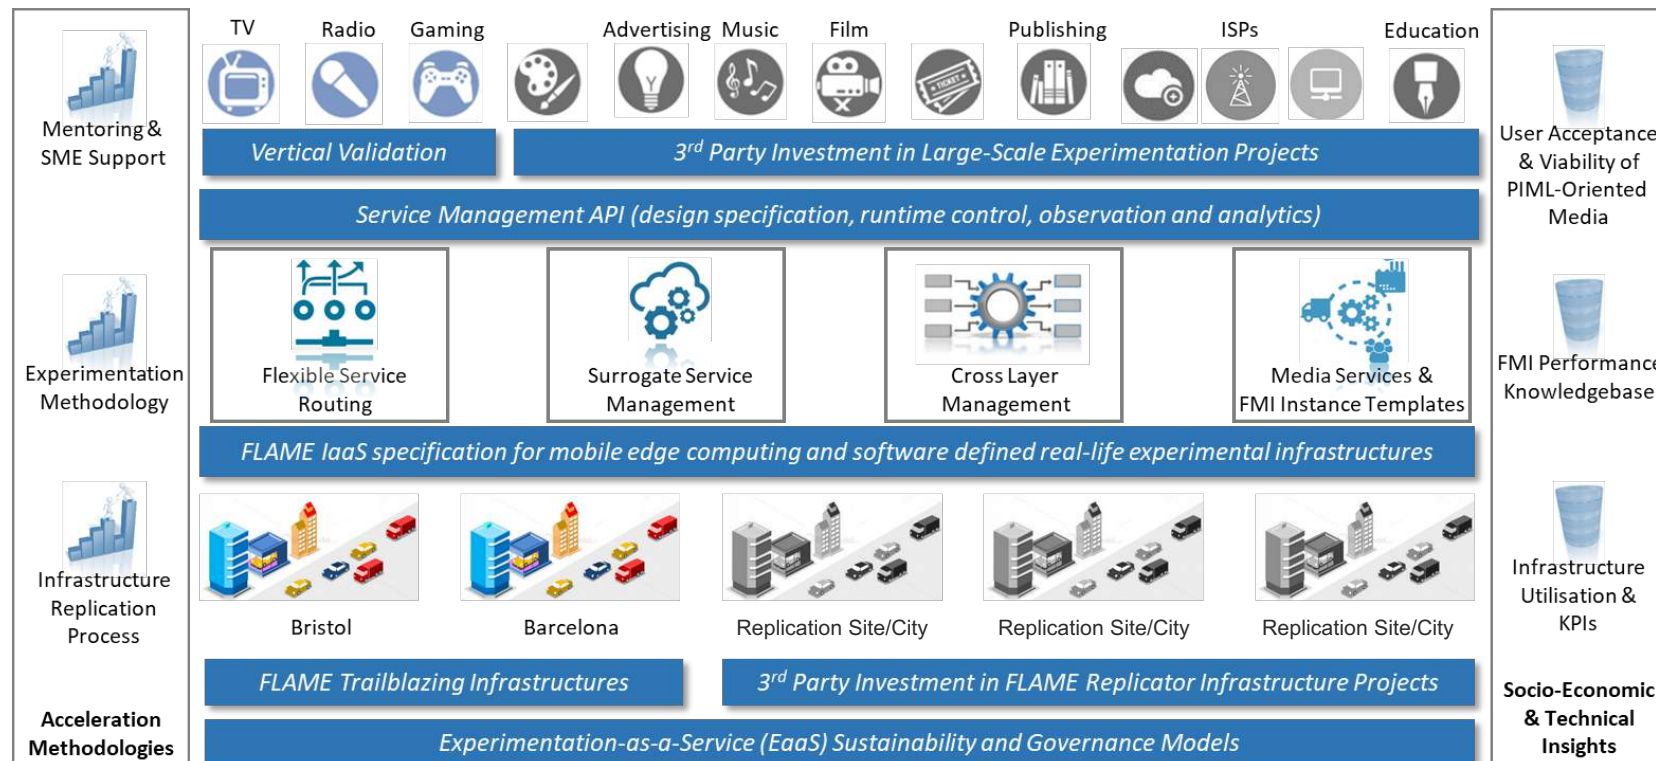 TV
Radio
Gaming
Advertising
Music
Film
Publishing
ISPs
Education
TICKET
Mentoring &
SME Support
Vertical Validation
3rd Party Investment in Large-Scale Experimentation Projects
User Acceptance
& Viability of
PIML-Oriented
Media
Service Management API (design specification, runtime control, observation and analytics)
Experimentation
Methodology
Flexible Service
Routing
Surrogate Service
Management
Cross Layer
Management
Media Services &
FMI Instance Templates
FMI Performance
Knowledgebase
FLAME IaaS specification for mobile edge computing and software defined real-life experimental infrastructures
Infrastructure
Replication
Process
Bristol
Barcelona
Replication Site/City
Replication Site/City
Replication Site/City
Infrastructure
Utilisation &
KPIs
FLAME Trailblazing Infrastructures
3rd Party Investment in FLAME Replicator Infrastructure Projects
Experimentation-as-a-Service (EaaS) Sustainability and Governance Models
Acceleration
Methodologies
Socio-Economic
& Technical
Insights